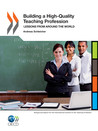 Building a High-Quality
Teaching Profession
LESSONS FROM AROUND THE WORLD
Andreas Schleicher
OECD